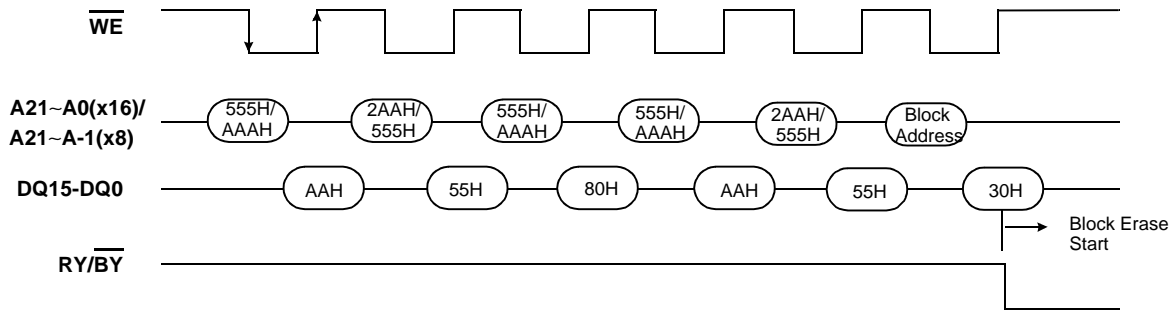 WE
A21~A0(x16)/
A21~A-1(x8)
555H/
AAAH
2AAH/
555H
555H/
AAAH
555H/
AAAH
2AAH/
555H
Block
Address
DQ15-DQ0
AAH
55H
80H
AAH
55H
30H
Block Erase
Start
RY/BY